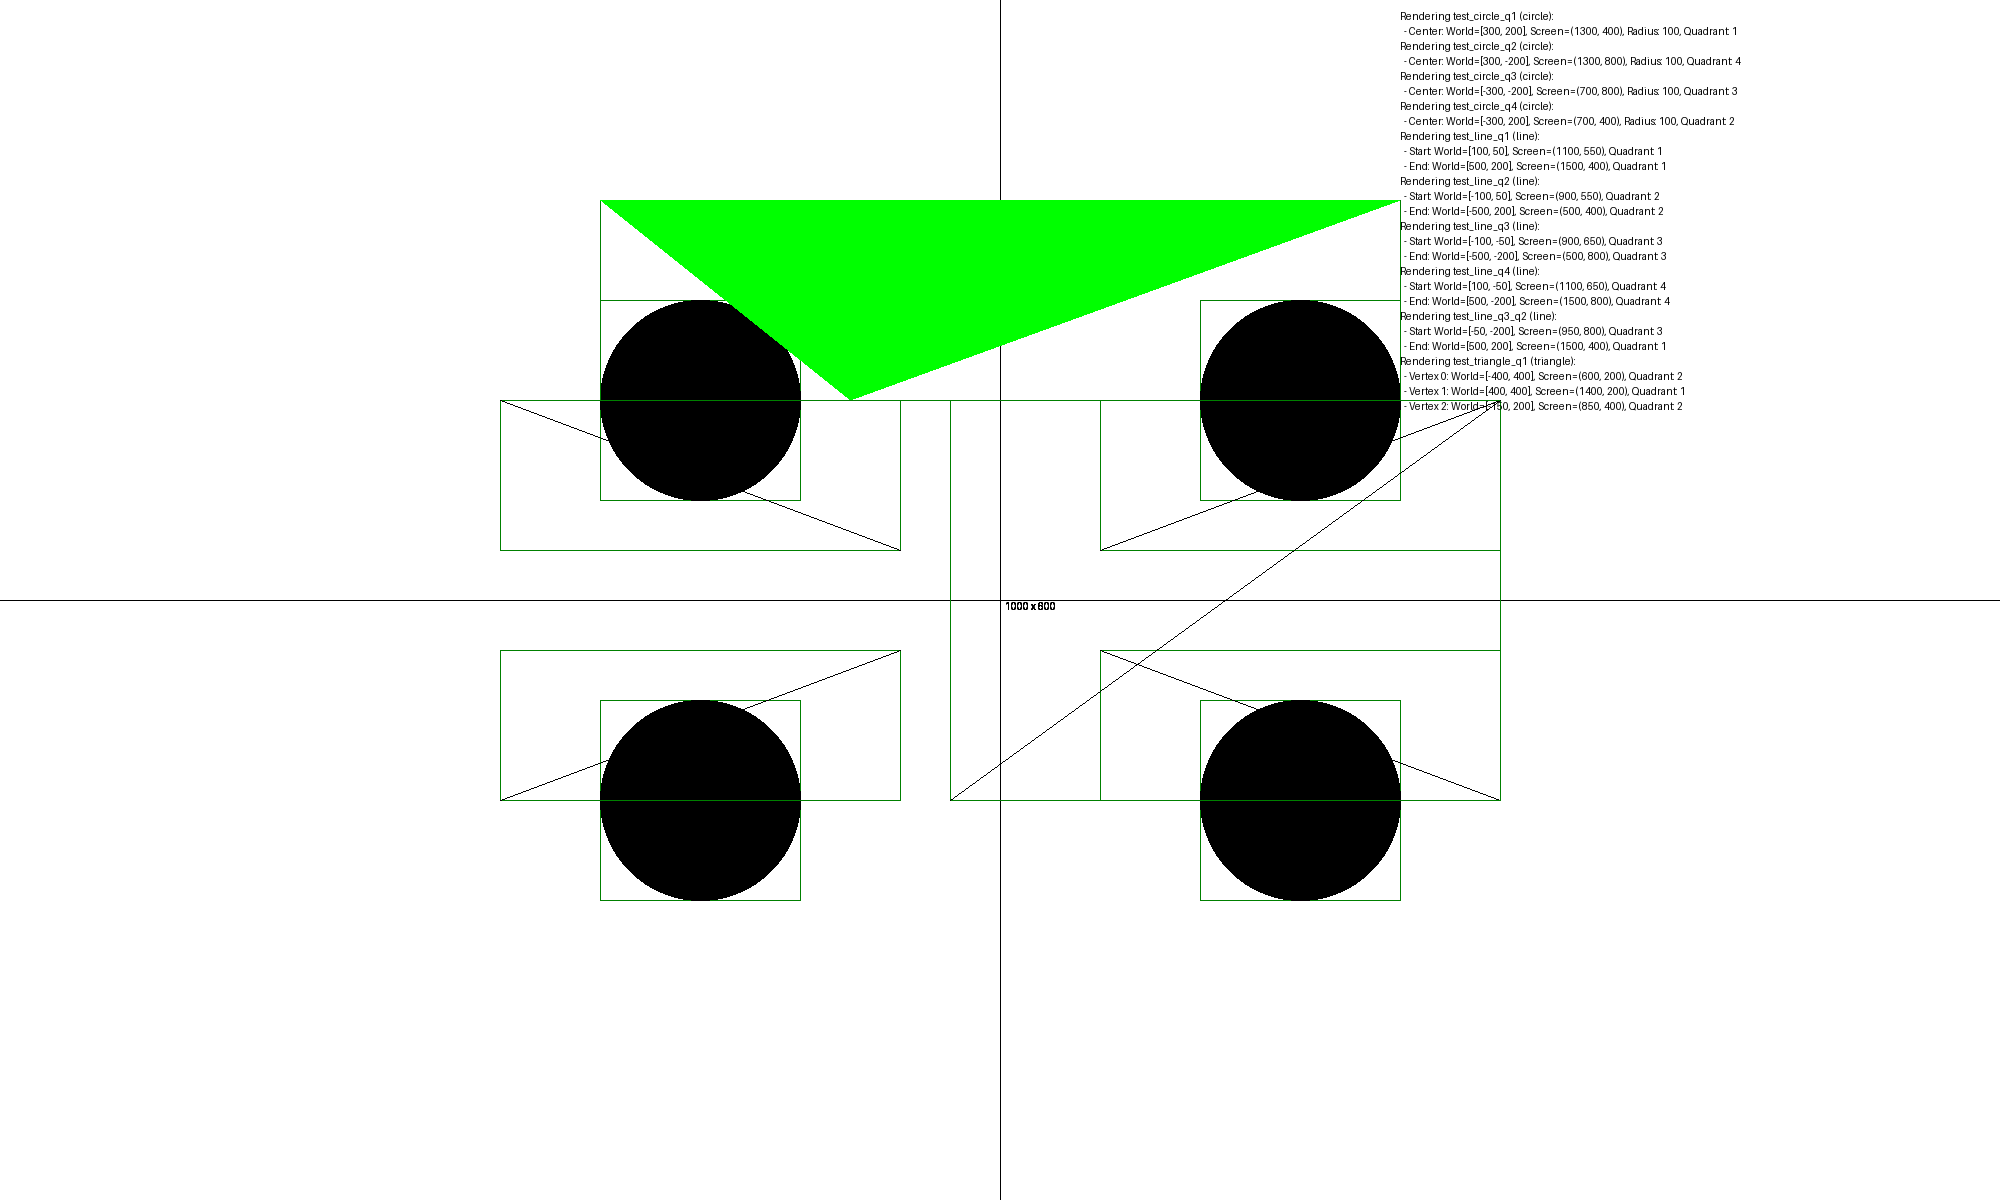 Rendering test_circle_q1 (circle):
- Center: World=[300, 200], Screen=(1300, 400), Radius: 100, Quadrant: 1
Rendering test_circle_q2 (circle):
- Center: World=[300, -200], Screen=(1300, 800), Radius: 100, Quadrant: 4
Rendering test_circle_q3 (circle):
- Center: World=[-300, -200], Screen=(700, 800), Radius: 100, Quadrant: 3
Rendering test_circle_q4 (circle):
- Center: World=[-300, 200], Screen=(700, 400), Radius: 100, Quadrant: 2
Rendering test_line_q1 (line):
- Start: World=[100, 50], Screen=(1100, 550), Quadrant: 1
- End: World=[500, 200], Screen=(1500, 400), Quadrant: 1
Rendering test_line_q2 (line):
- Start: World=[-100, 50], Screen=(900, 550), Quadrant: 2
- End: World=[-500, 200], Screen=(500, 400), Quadrant: 2
Rendering test_line_q3 (line):
- Start: World=[-100, -50], Screen=(900, 650), Quadrant: 3
- End: World=[-500, -200], Screen=(500, 800), Quadrant: 3
Rendering test_line_q4 (line):
- Start: World=[100, -50], Screen=(1100, 650), Quadrant: 4
- End: World=[500, -200], Screen=(1500, 800), Quadrant: 4
Rendering test_line_q3_q2 (line):
- Start: World=[-50, -200], Screen=(950, 800), Quadrant: 3
- End: World=[500, 200], Screen=(1500, 400), Quadrant: 1
Rendering test_triangle_q1 (triangle):
- Vertex 0: World=[-400, 400], Screen=(600, 200), Quadrant: 2
- Vertex 1: World=[400, 400], Screen=(1400, 200), Quadrant: 1
- Vertex 2: World=[-150, 200], Screen=(850, 400), Quadrant: 2
1000 x 600